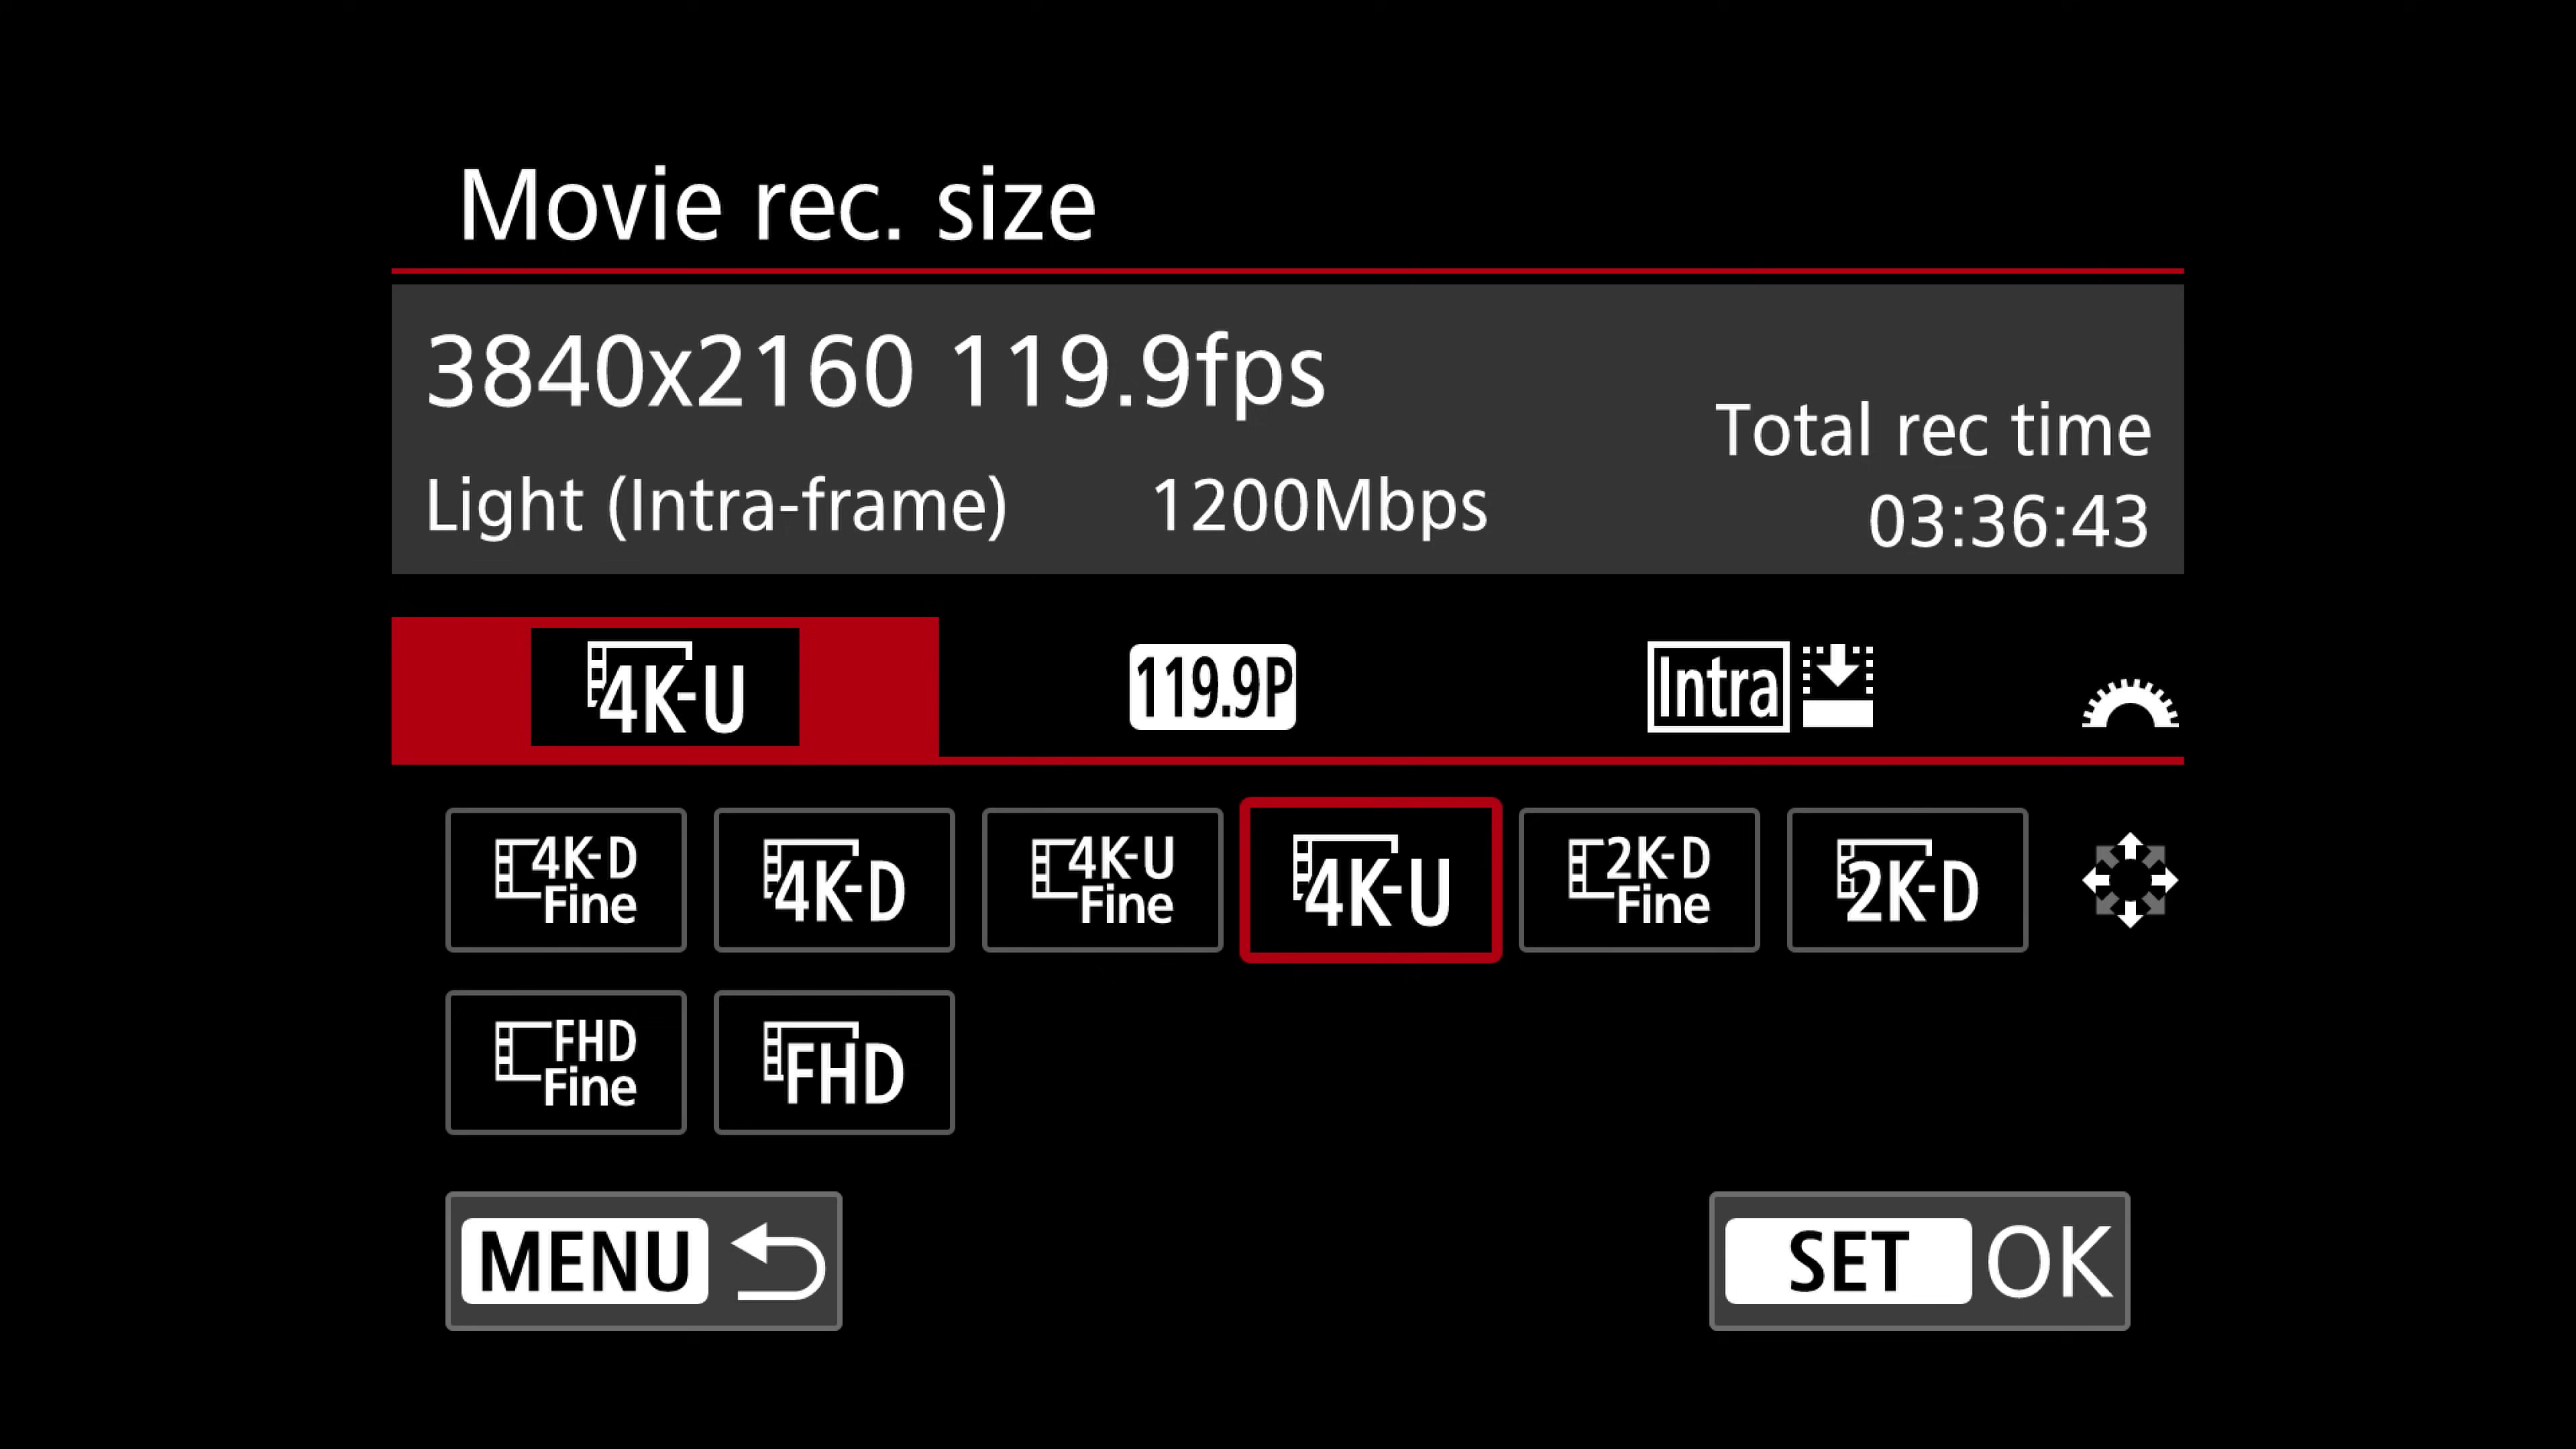 Movie rec. size
3840x2160 119.9fps
Total rec time
Light (Intra-frame) 1200Mbps
03:36:43
4K-U 119.9P Intra
4K-D Fine 4K-D 4K-U Fine 4K-U 2K-D Fine 2K-D
FHD Fine FHD
MENU SET OK